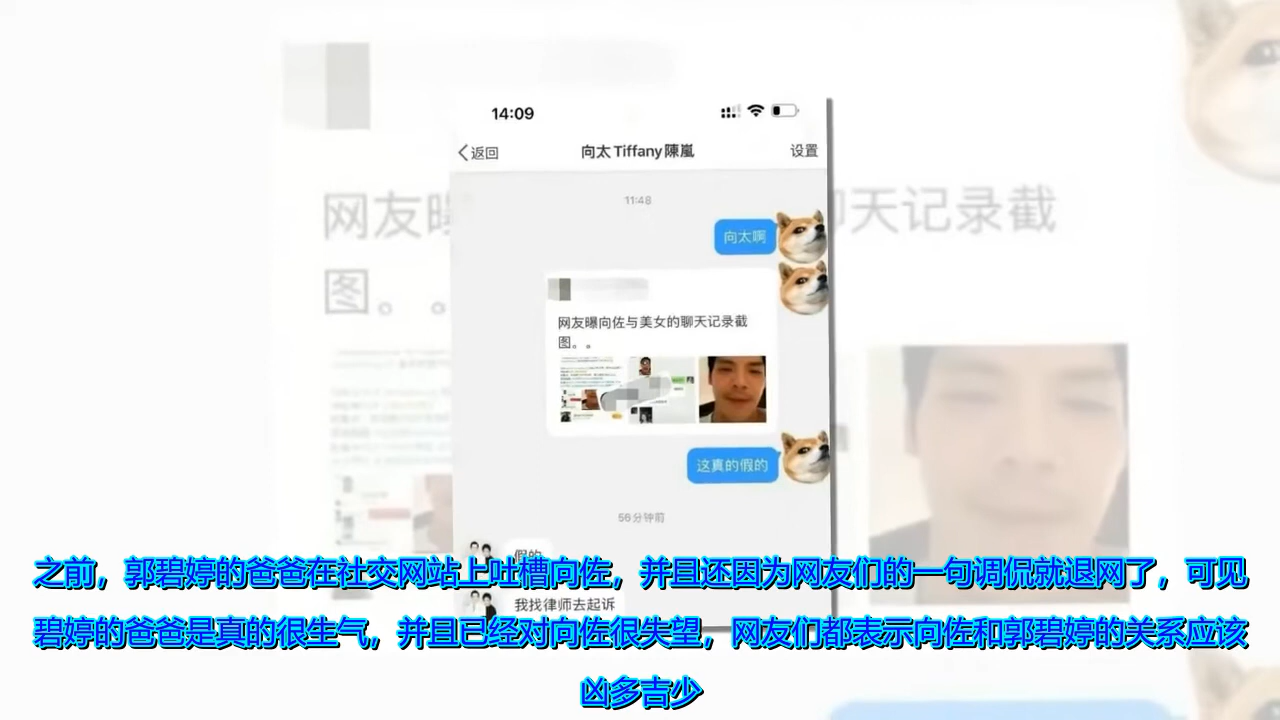 14:09
返回
向太Tiffany陳嵐
设置
11:48
向太啊
网友曝向佐与美女的聊天记录截
图。。
这真的假的
56分钟前
假的
我找律师去起诉
网友曝
聊天记录截
图。。
之前，郭碧婷的爸爸在社交网站上吐槽向佐，并且还因为网友们的一句调侃就退网了，可见
碧婷的爸爸是真的很生气，并且已经对向佐很失望，网友们都表示向佐和郭碧婷的关系应该
凶多吉少